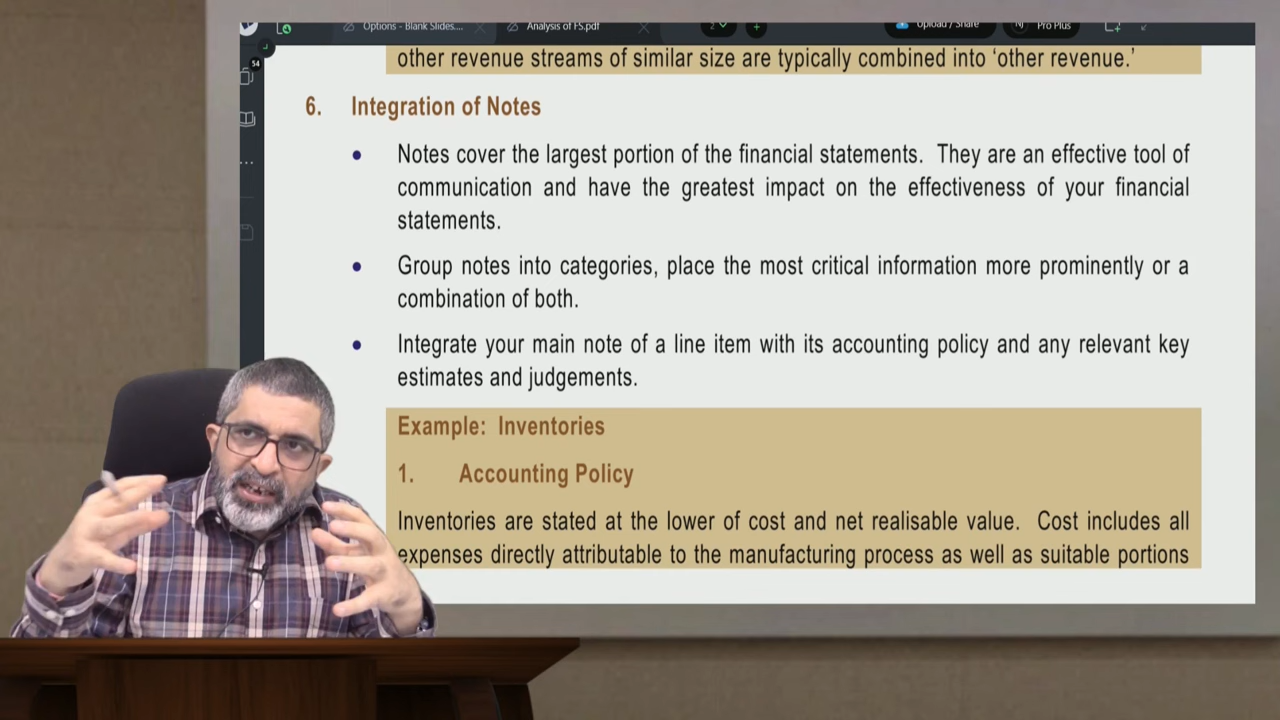 Options - Blank Slides....
Analysis of FS.pdf
2
+
Upload / Share
NJ
Pro Plus
54
other revenue streams of similar size are typically combined into ‘other revenue.’
6. Integration of Notes
• Notes cover the largest portion of the financial statements. They are an effective tool of
communication and have the greatest impact on the effectiveness of your financial
statements.
• Group notes into categories, place the most critical information more prominently or a
combination of both.
• Integrate your main note of a line item with its accounting policy and any relevant key
estimates and judgements.
Example: Inventories
1. Accounting Policy
Inventories are stated at the lower of cost and net realisable value. Cost includes all
expenses directly attributable to the manufacturing process as well as suitable portions